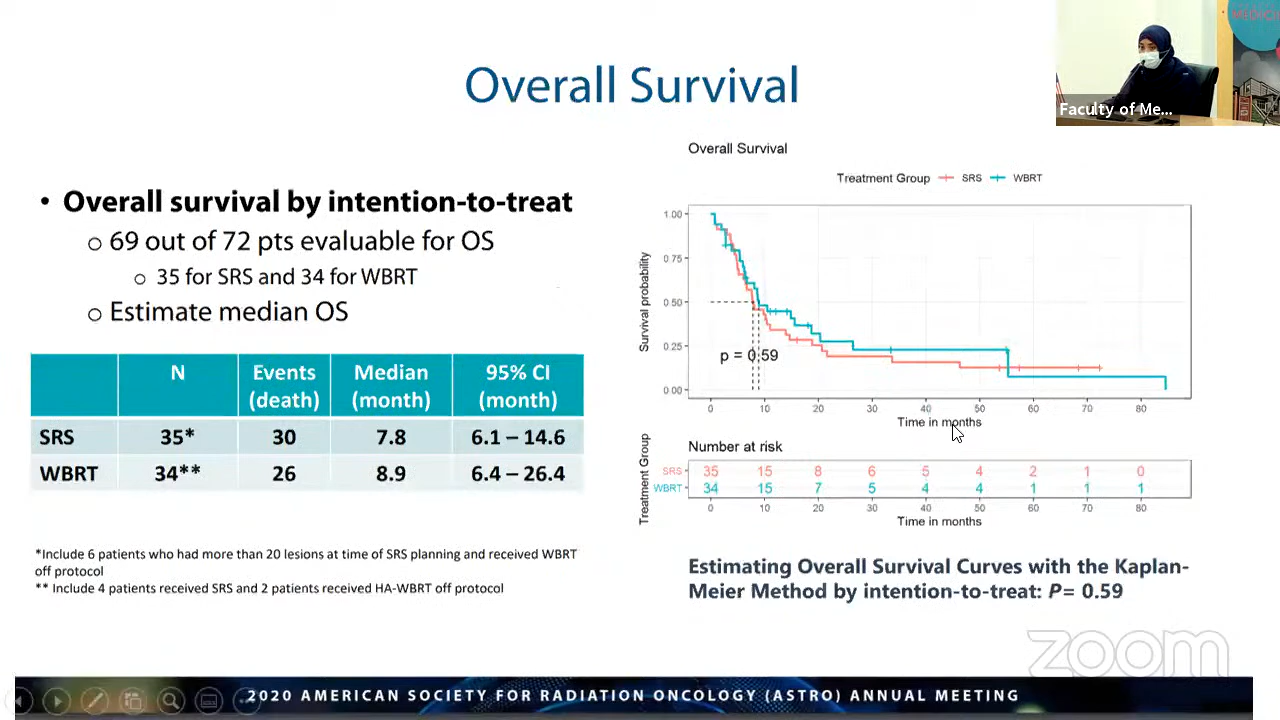 Overall Survival
Faculty of Me...
• Overall survival by intention-to-treat
o 69 out of 72 pts evaluable for OS
o 35 for SRS and 34 for WBRT
o Estimate median OS
N Events (death) Median (month) 95% CI (month)
SRS 35* 30 7.8 6.1 – 14.6
WBRT 34** 26 8.9 6.4 – 26.4
*Include 6 patients who had more than 20 lesions at time of SRS planning and received WBRT
off protocol
** Include 4 patients received SRS and 2 patients received HA-WBRT off protocol
Overall Survival
Treatment Group SRS WBRT
Survival probability
1.00
0.75
0.50
0.25
0.00
p = 0.59
0 10 20 30 40 50 60 70 80
Time in months
Number at risk
Treatment Group
SRS 35 15 8 6 5 4 2 1 0
WBRT 34 15 7 5 4 4 1 1 1
0 10 20 30 40 50 60 70 80
Time in months
Estimating Overall Survival Curves with the Kaplan-
Meier Method by intention-to-treat: P= 0.59
zoom
2020 AMERICAN SOCIETY FOR RADIATION ONCOLOGY (ASTRO) ANNUAL MEETING